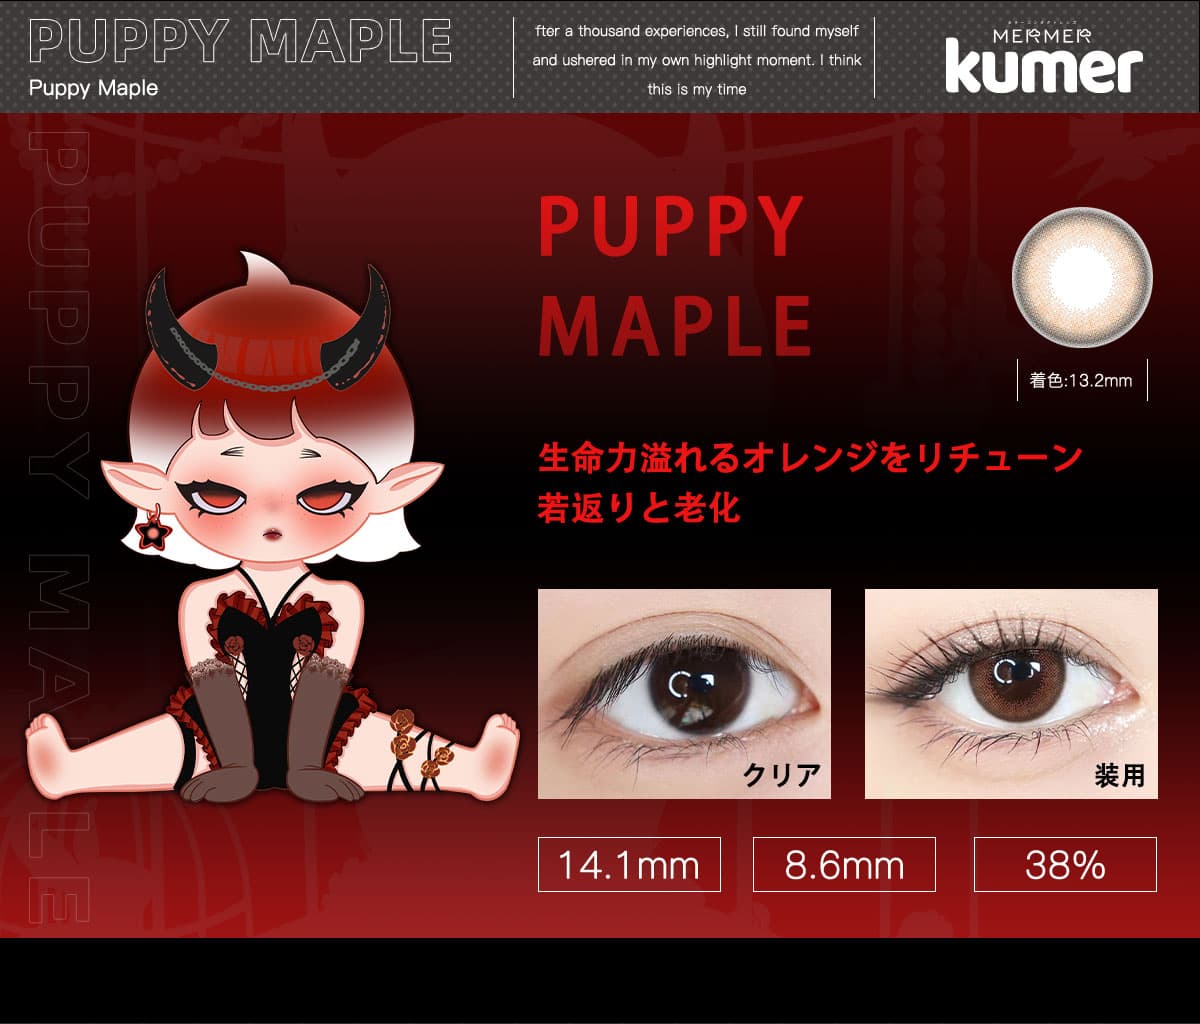 PUPPY MAPLE
Puppy Maple
fter a thousand experiences, I still found myself
and ushered in my own highlight moment. I think
this is my time
MERMER
kumer
PUPPY MAPLE
PUPPY
MAPLE
着色:13.2mm
生命力溢れるオレンジをリチューン
若返りと老化
クリア
装用
14.1mm
8.6mm
38%